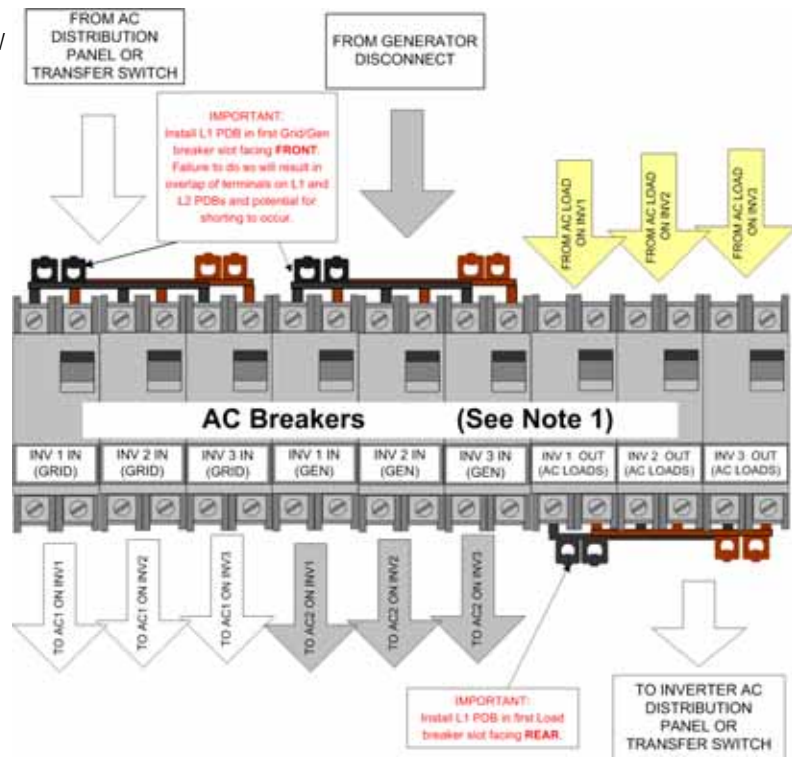 /
FROM AC
DISTRIBUTION
PANEL OR
TRANSFER SWITCH
FROM GENERATOR
DISCONNECT
IMPORTANT:
Install L1 PDB in first Grid/Gen
breaker slot facing FRONT.
Failure to do so will result in
overlap of terminals on L1 and
L2 PDBs and potential for
shorting to occur.
FROM AC LOAD
ON INV1
FROM AC LOAD
ON INV2
FROM AC LOAD
ON INV3
AC Breakers (See Note 1)
INV 1 IN
(GRID)
INV 2 IN
(GRID)
INV 3 IN
(GRID)
INV 1 IN
(GEN)
INV 2 IN
(GEN)
INV 3 IN
(GEN)
INV 1 OUT
(AC LOADS)
INV 2 OUT
(AC LOADS)
INV 3 OUT
(AC LOADS)
TO AC1 ON INV1
TO AC1 ON INV2
TO AC1 ON INV3
TO AC2 ON INV1
TO AC2 ON INV2
TO AC2 ON INV3
IMPORTANT:
Install L1 PDB in first Load
breaker slot facing REAR.
TO INVERTER AC
DISTRIBUTION
PANEL OR
TRANSFER SWITCH